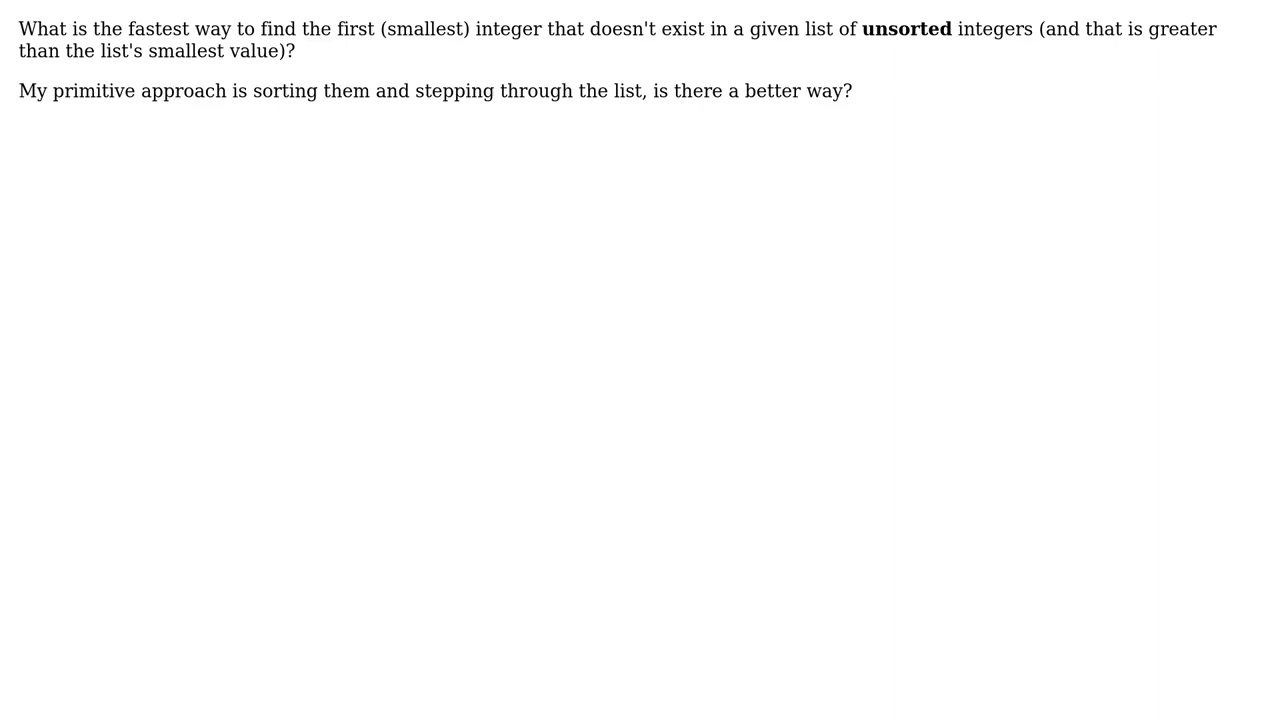 What is the fastest way to find the first (smallest) integer that doesn't exist in a given list of unsorted integers (and that is greater
than the list's smallest value)?
My primitive approach is sorting them and stepping through the list, is there a better way?